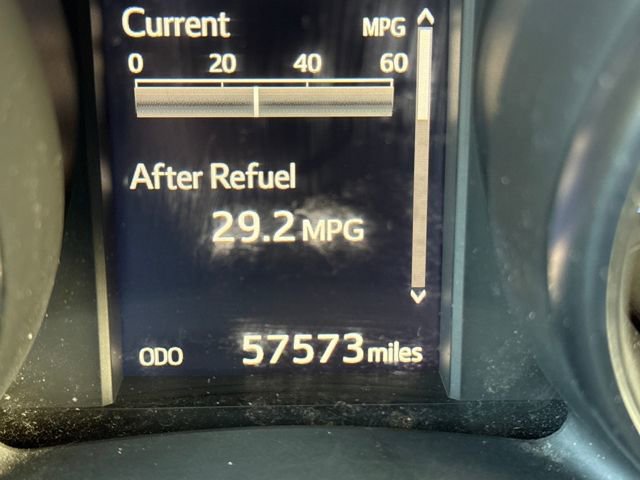 Current MPG
0 20 40 60
After Refuel
29.2 MPG
ODO 57573 miles